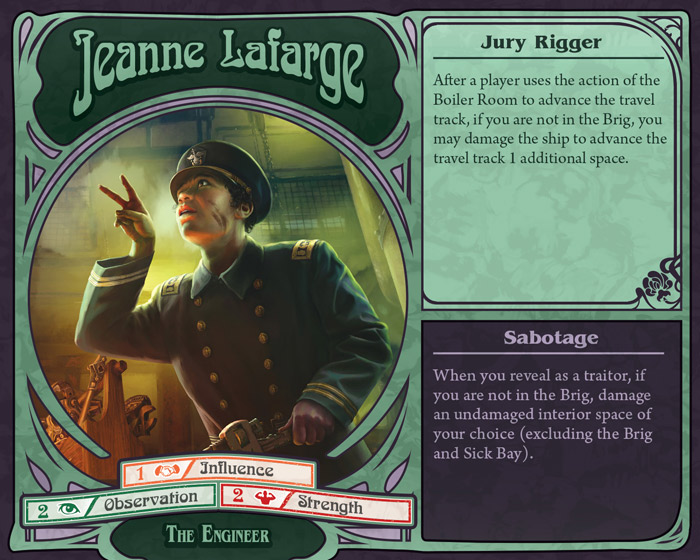 Jeanne Lafarge
1 / Influence
2 / Observation
2 / Strength
The Engineer
Jury Rigger
After a player uses the action of the
Boiler Room to advance the travel
track, if you are not in the Brig, you
may damage the ship to advance the
travel track 1 additional space.
Sabotage
When you reveal as a traitor, if
you are not in the Brig, damage
an undamaged interior space of
your choice (excluding the Brig
and Sick Bay).